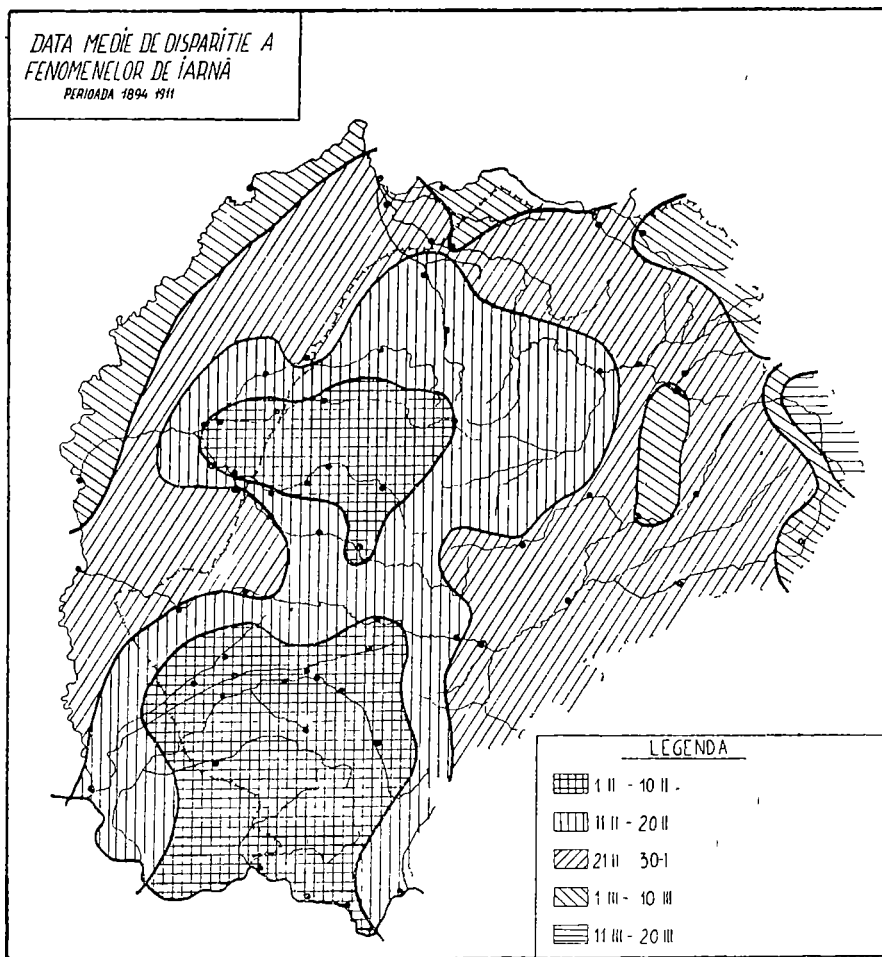 DATA MEDIE DE DISPARIŢIE A
FENOMENELOR DE IARNĂ
PERIOADA 1894 1911
LEGENDA
1 II - 10 II
11 II - 20 II
21 II 30-I
1 III - 10 III
11 III - 20 III